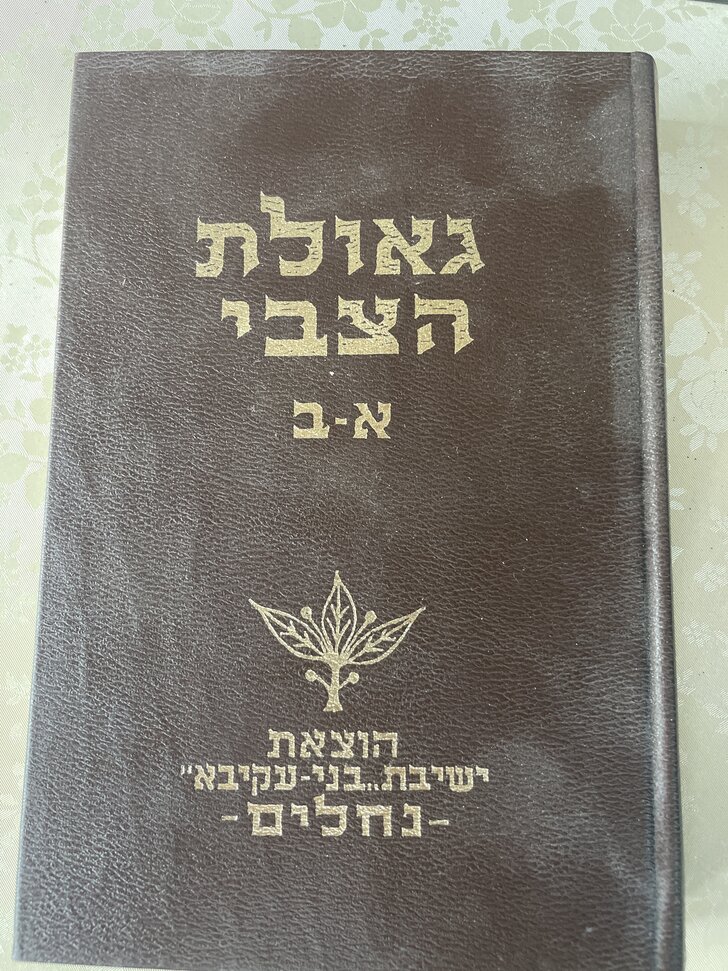 גאולת
הצבי
א-ב
הוצאת
ישיבת „בני-עקיבא”
-נחלים-